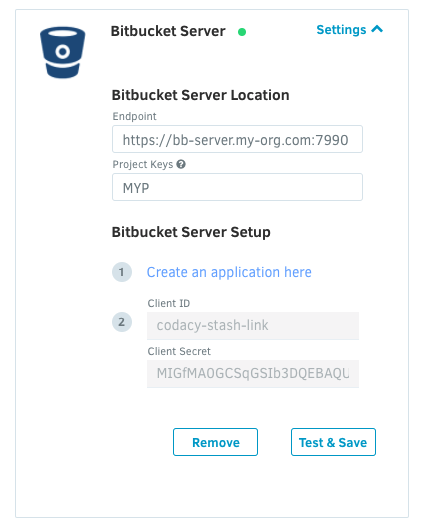 Bitbucket Server
Settings
Bitbucket Server Location
Endpoint
https://bb-server.my-org.com:7990
Project Keys ?
MYP
Bitbucket Server Setup
1
Create an application here
Client ID
2
codacy-stash-link
Client Secret
MIGfMA0GCSqGSIb3DQEBAQU
Remove
Test & Save